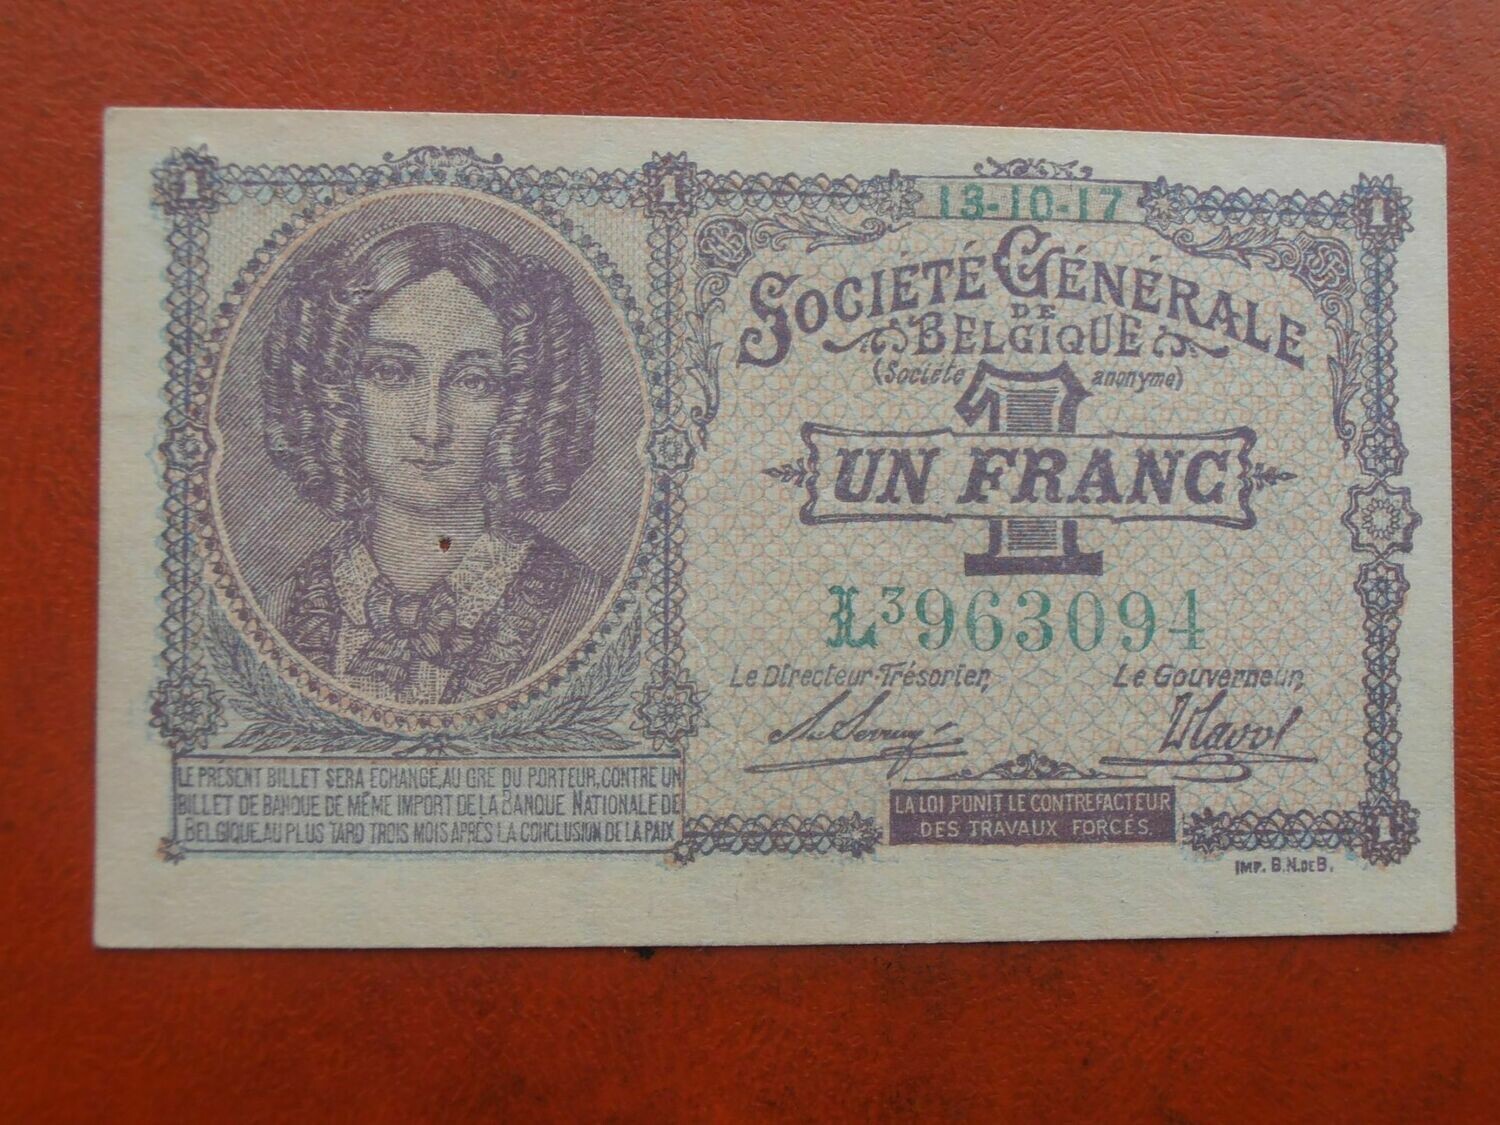 1 1 1
13-10-17
SOCIÉTÉ GÉNÉRALE
DE
BELGIQUE
(Société anonyme)
1
UN FRANC
L³963094
Le Directeur-Trésorier, Le Gouverneur,
LE PRÉSENT BILLET SERA ÉCHANGÉ, AU GRÉ DU PORTEUR, CONTRE UN
BILLET DE BANQUE DE MÊME IMPORT DE LA BANQUE NATIONALE DE
BELGIQUE, AU PLUS TARD TROIS MOIS APRÈS LA CONCLUSION DE LA PAIX
LA LOI PUNIT LE CONTREFACTEUR
DES TRAVAUX FORCÉS.
1
IMP. B.N. DE B.